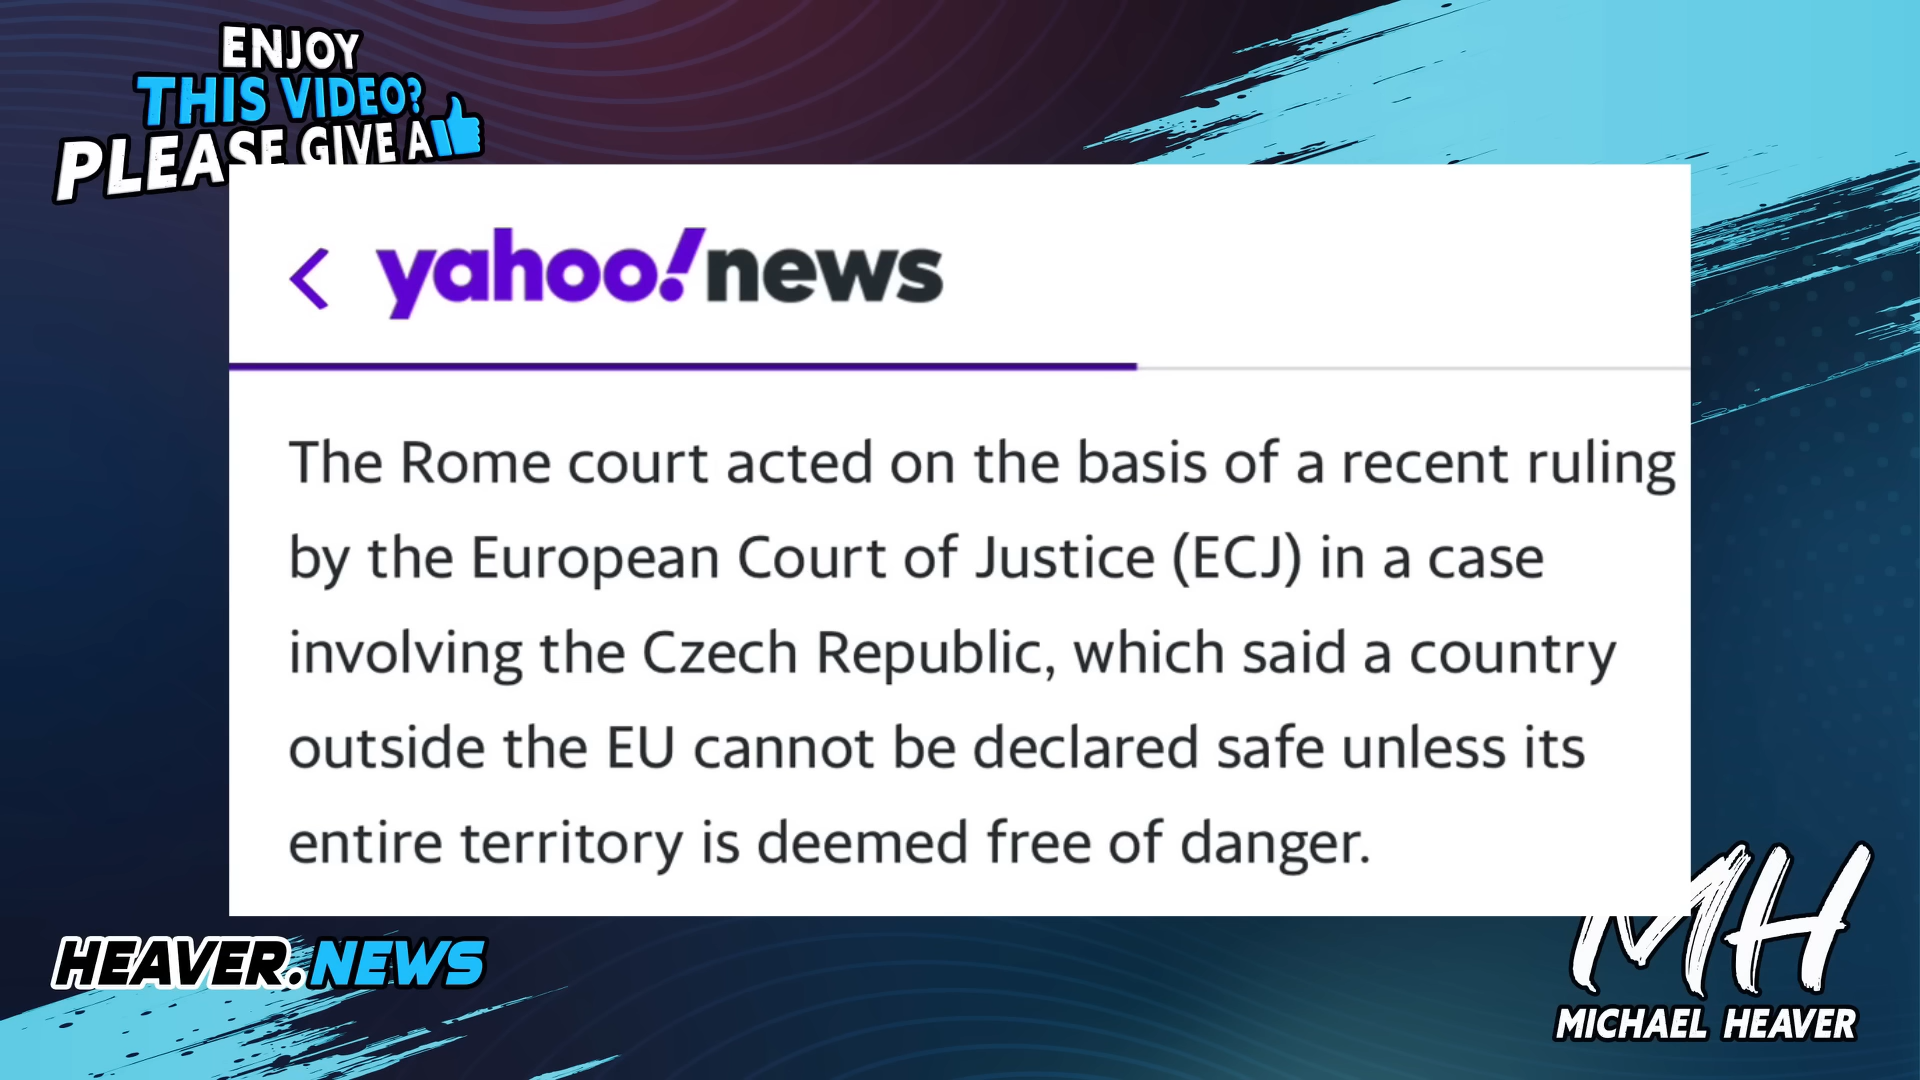 ENJOY
THIS VIDEO?
PLEASE GIVE A
yahoo!news
The Rome court acted on the basis of a recent ruling
by the European Court of Justice (ECJ) in a case
involving the Czech Republic, which said a country
outside the EU cannot be declared safe unless its
entire territory is deemed free of danger.
HEAVER.NEWS
MH
MICHAEL HEAVER